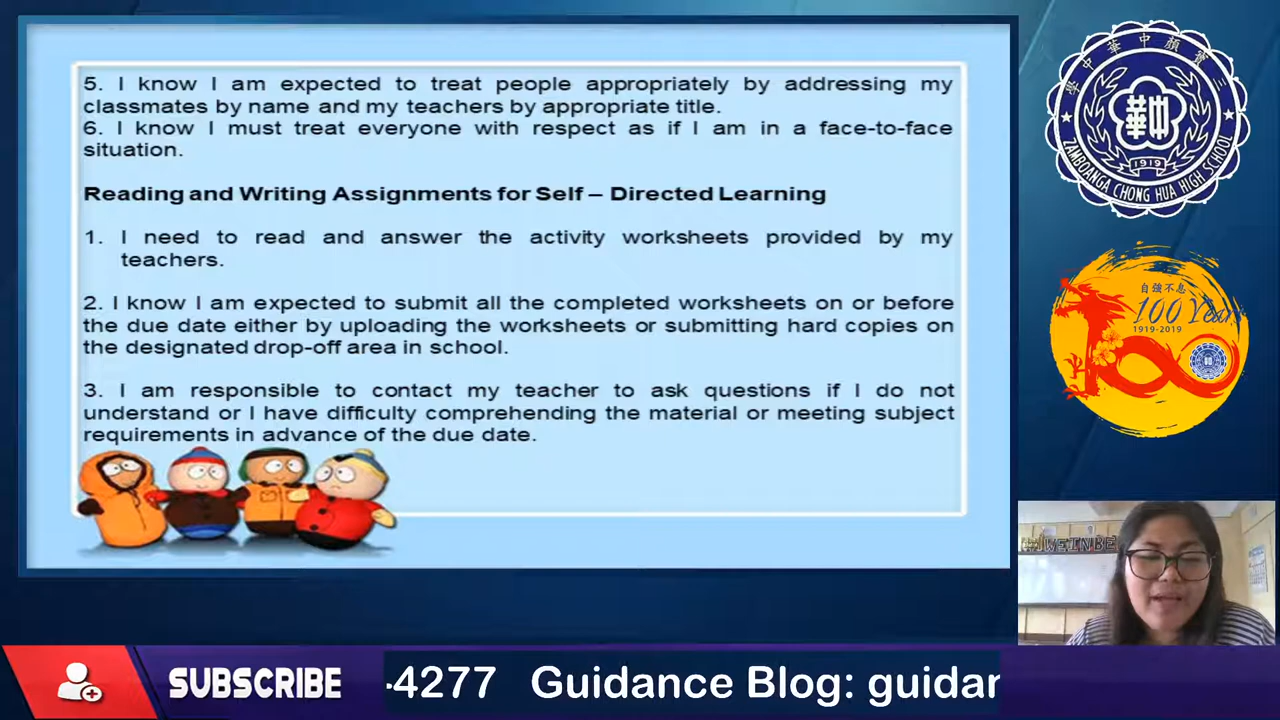 5. I know I am expected to treat people appropriately by addressing my
classmates by name and my teachers by appropriate title.
6. I know I must treat everyone with respect as if I am in a face-to-face
situation.
Reading and Writing Assignments for Self – Directed Learning
1. I need to read and answer the activity worksheets provided by my
teachers.
2. I know I am expected to submit all the completed worksheets on or before
the due date either by uploading the worksheets or submitting hard copies on
the designated drop-off area in school.
3. I am responsible to contact my teacher to ask questions if I do not
understand or I have difficulty comprehending the material or meeting subject
requirements in advance of the due date.
華中
1919
ZAMBOANGA CHONG HUA HIGH SCHOOL
自強不息
100 Years
1919-2019
WEINBE
SUBSCRIBE
-4277 Guidance Blog: guidar